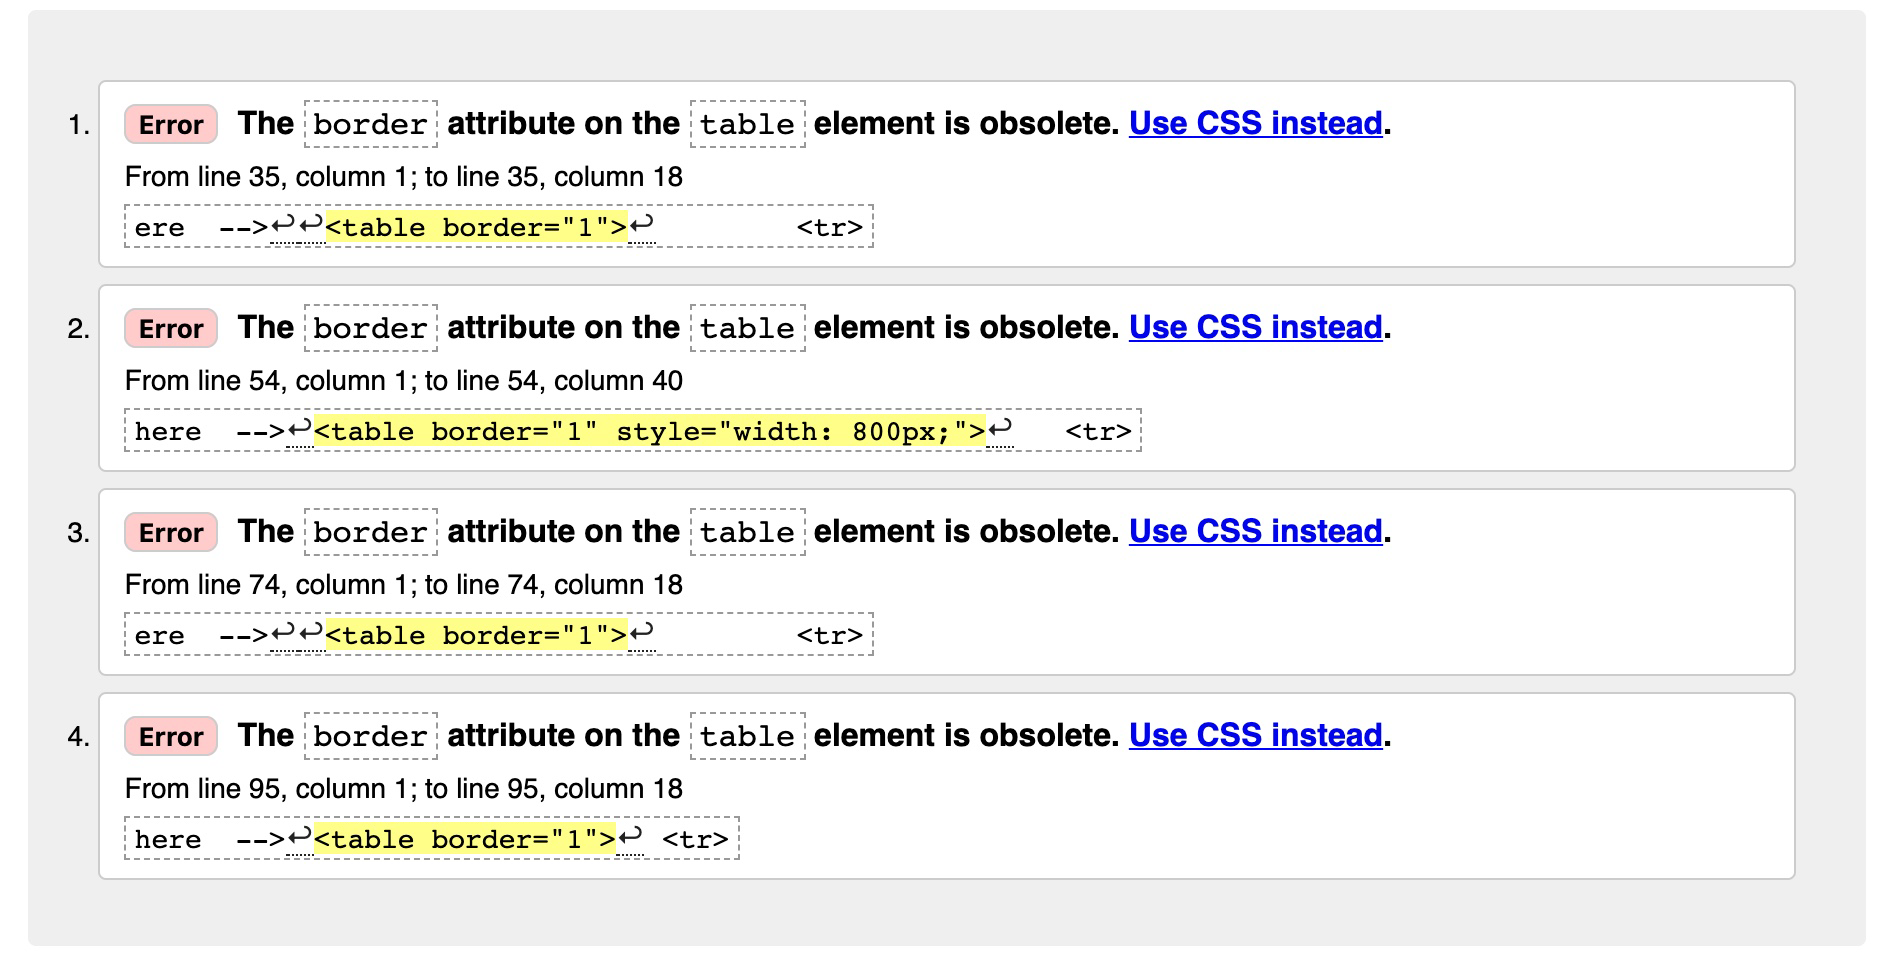 1. Error The border attribute on the table element is obsolete. Use CSS instead.
From line 35, column 1; to line 35, column 18
ere  -->↩↩<table border="1">↩        <tr>
2. Error The border attribute on the table element is obsolete. Use CSS instead.
From line 54, column 1; to line 54, column 40
here  -->↩<table border="1" style="width: 800px;">↩   <tr>
3. Error The border attribute on the table element is obsolete. Use CSS instead.
From line 74, column 1; to line 74, column 18
ere  -->↩↩<table border="1">↩        <tr>
4. Error The border attribute on the table element is obsolete. Use CSS instead.
From line 95, column 1; to line 95, column 18
here  -->↩<table border="1">↩ <tr>